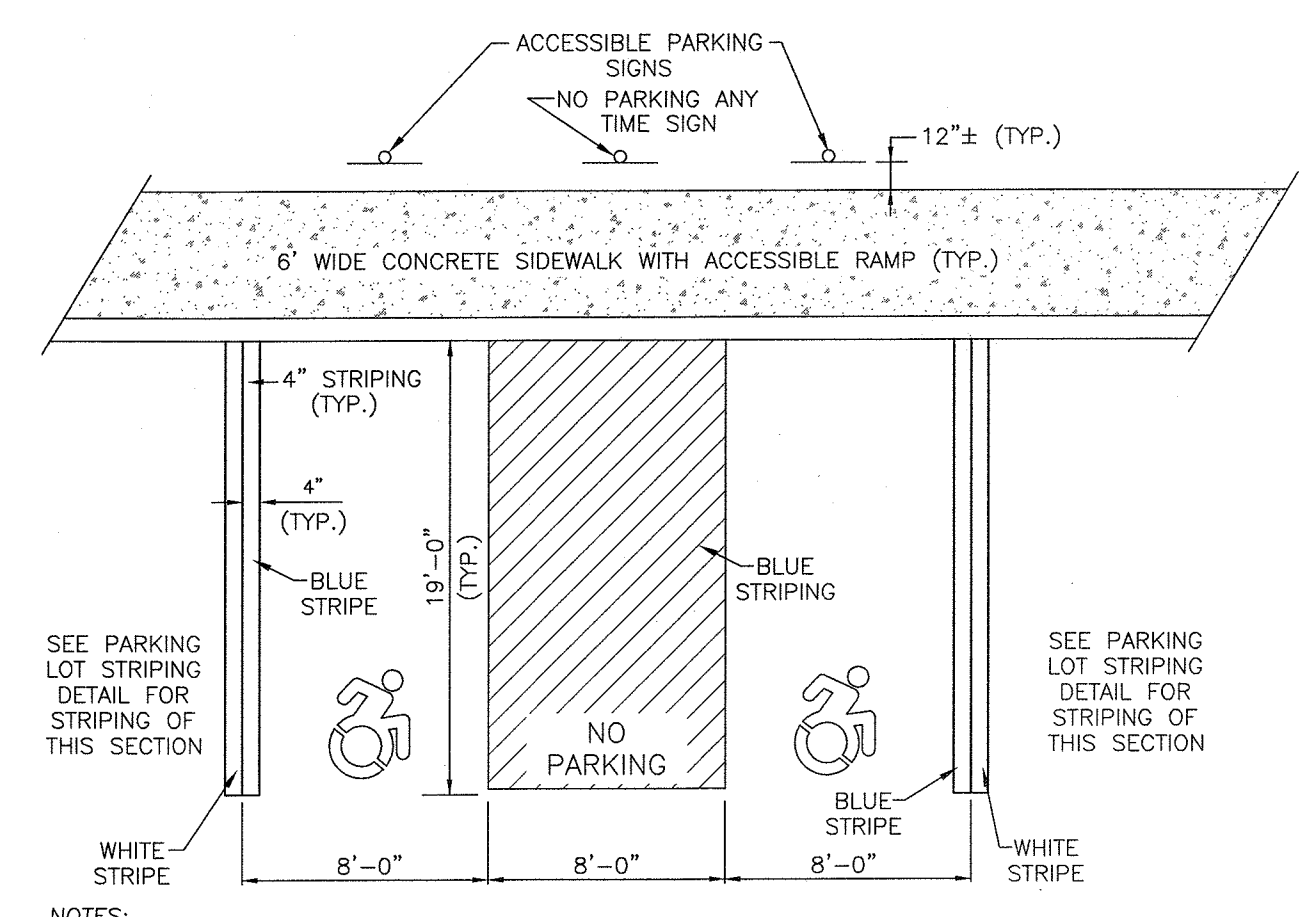 ACCESSIBLE PARKING
SIGNS
NO PARKING ANY
TIME SIGN
12"± (TYP.)
6' WIDE CONCRETE SIDEWALK WITH ACCESSIBLE RAMP (TYP.)
4" STRIPING
(TYP.)
4"
(TYP.)
19'-0"
(TYP.)
BLUE
STRIPE
BLUE
STRIPING
SEE PARKING
LOT STRIPING
DETAIL FOR
STRIPING OF
THIS SECTION
SEE PARKING
LOT STRIPING
DETAIL FOR
STRIPING OF
THIS SECTION
NO
PARKING
BLUE
STRIPE
WHITE
STRIPE
WHITE
STRIPE
8'-0"
8'-0"
8'-0"
NOTES: